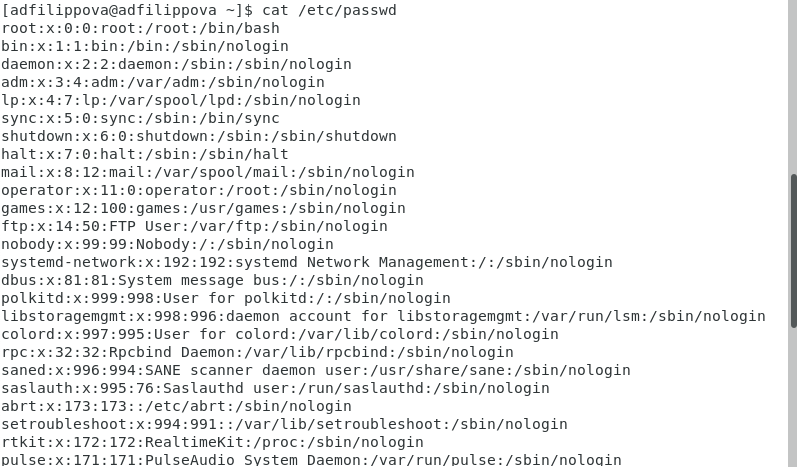 [adfilippova@adfilippova ~]$ cat /etc/passwd
root:x:0:0:root:/root:/bin/bash
bin:x:1:1:bin:/bin:/sbin/nologin
daemon:x:2:2:daemon:/sbin:/sbin/nologin
adm:x:3:4:adm:/var/adm:/sbin/nologin
lp:x:4:7:lp:/var/spool/lpd:/sbin/nologin
sync:x:5:0:sync:/sbin:/bin/sync
shutdown:x:6:0:shutdown:/sbin:/sbin/shutdown
halt:x:7:0:halt:/sbin:/sbin/halt
mail:x:8:12:mail:/var/spool/mail:/sbin/nologin
operator:x:11:0:operator:/root:/sbin/nologin
games:x:12:100:games:/usr/games:/sbin/nologin
ftp:x:14:50:FTP User:/var/ftp:/sbin/nologin
nobody:x:99:99:Nobody:/:/sbin/nologin
systemd-network:x:192:192:systemd Network Management:/:/sbin/nologin
dbus:x:81:81:System message bus:/:/sbin/nologin
polkitd:x:999:998:User for polkitd:/:/sbin/nologin
libstoragemgmt:x:998:996:daemon account for libstoragemgmt:/var/run/lsm:/sbin/nologin
colord:x:997:995:User for colord:/var/lib/colord:/sbin/nologin
rpc:x:32:32:Rpcbind Daemon:/var/lib/rpcbind:/sbin/nologin
saned:x:996:994:SANE scanner daemon user:/usr/share/sane:/sbin/nologin
saslauth:x:995:76:Saslauthd user:/run/saslauthd:/sbin/nologin
abrt:x:173:173::/etc/abrt:/sbin/nologin
setroubleshoot:x:994:991::/var/lib/setroubleshoot:/sbin/nologin
rtkit:x:172:172:RealtimeKit:/proc:/sbin/nologin
pulse:x:171:171:PulseAudio System Daemon:/var/run/pulse:/sbin/nologin